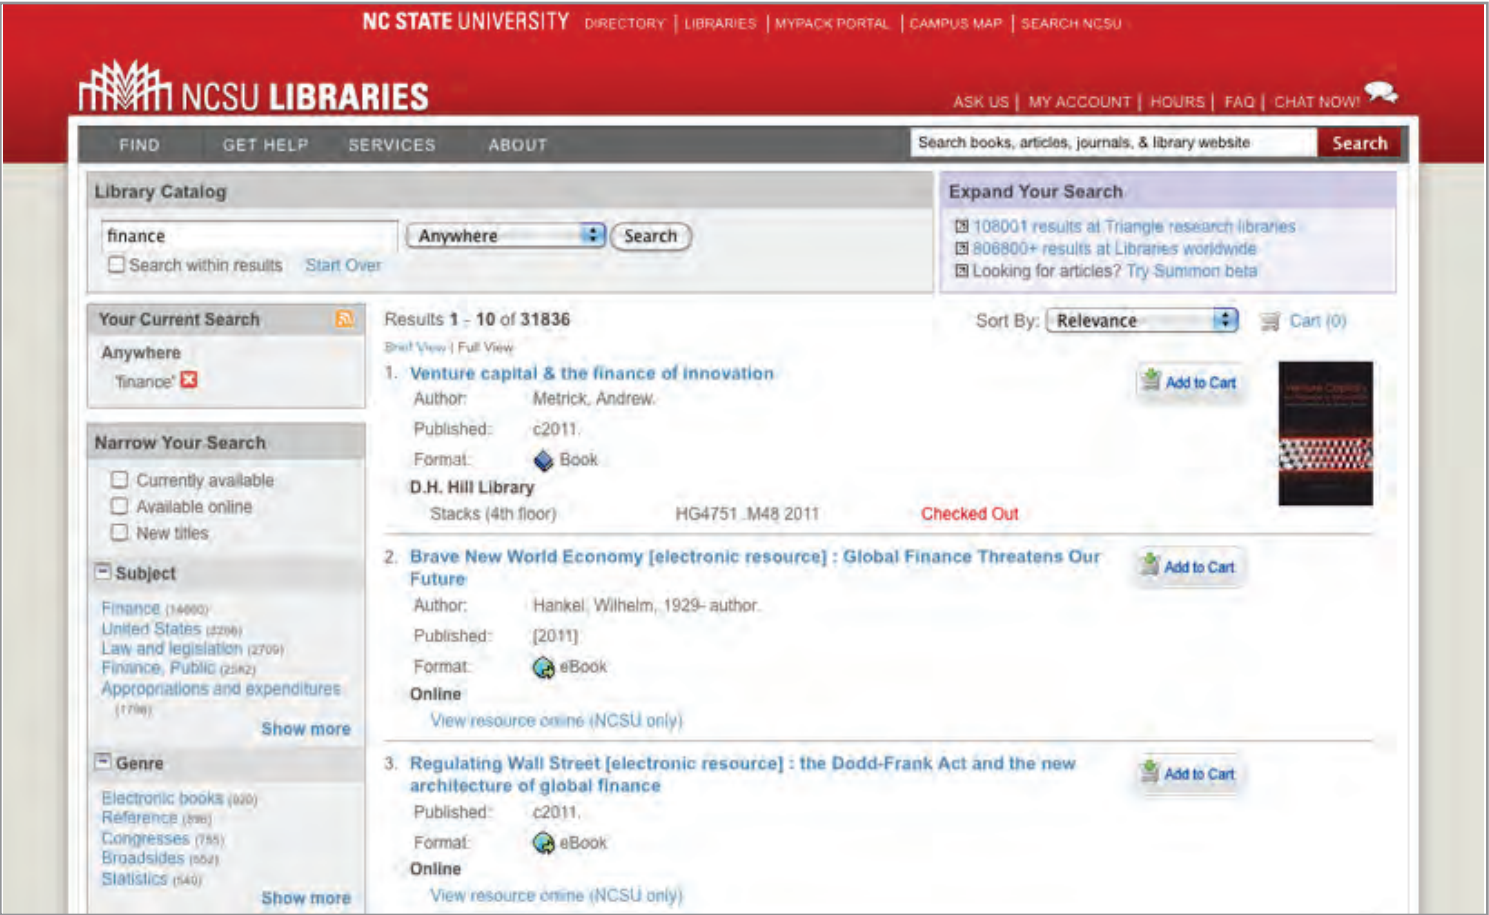 NC STATE UNIVERSITY DIRECTORY | LIBRARIES | MYPACK PORTAL | CAMPUS MAP | SEARCH NCSU
NCSU LIBRARIES
ASK US | MY ACCOUNT | HOURS | FAQ | CHAT NOW!
FIND GET HELP SERVICES ABOUT
Search books, articles, journals, & library website Search
Library Catalog
finance Anywhere Search
Search within results Start Over
Expand Your Search
108001 results at Triangle research libraries
806800+ results at Libraries worldwide
Looking for articles? Try Summon beta
Your Current Search
Anywhere
'finance'
Narrow Your Search
Currently available
Available online
New titles
Subject
Finance
United States
Law and legislation (2709)
Finance, Public (2582)
Appropriations and expenditures
Show more
Genre
Electronic books
Reference
Congresses
Broadsides
Statistics (540)
Show more
Results 1 - 10 of 31836
Sort By: Relevance Cart (0)
Brief View | Full View
1. Venture capital & the finance of innovation
Add to Cart
Author: Metrick, Andrew.
Published: c2011.
Format: Book
D.H. Hill Library
Stacks (4th floor) HG4751 .M48 2011 Checked Out
2. Brave New World Economy [electronic resource] : Global Finance Threatens Our
Future
Add to Cart
Author: Hankel, Wilhelm, 1929- author.
Published: [2011]
Format: eBook
Online
View resource online (NCSU only)
3. Regulating Wall Street [electronic resource] : the Dodd-Frank Act and the new
architecture of global finance
Add to Cart
Published: c2011.
Format: eBook
Online
View resource online (NCSU only)